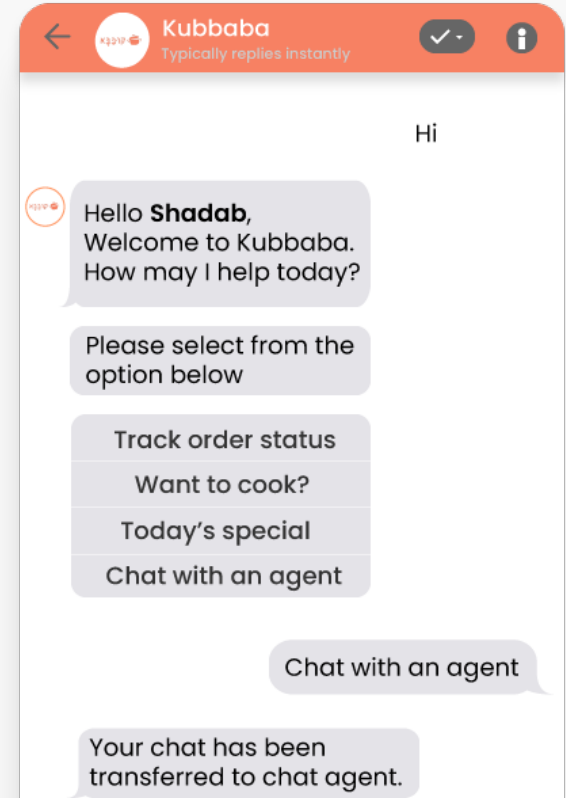 Kubbaba
Typically replies instantly
Hi
Hello Shadab,
Welcome to Kubbaba.
How may I help today?
Please select from the
option below
Track order status
Want to cook?
Today’s special
Chat with an agent
Chat with an agent
Your chat has been
transferred to chat agent.